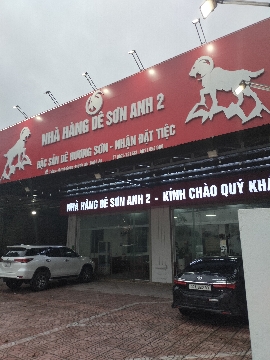 NHÀ HÀNG DÊ SƠN ANH 2
ĐẶC SẢN DÊ HƯƠNG SƠN - NHẬN ĐẶT TIỆC
NHÀ HÀNG DÊ SƠN ANH 2 - KÍNH CHÀO QUÝ KHÁ